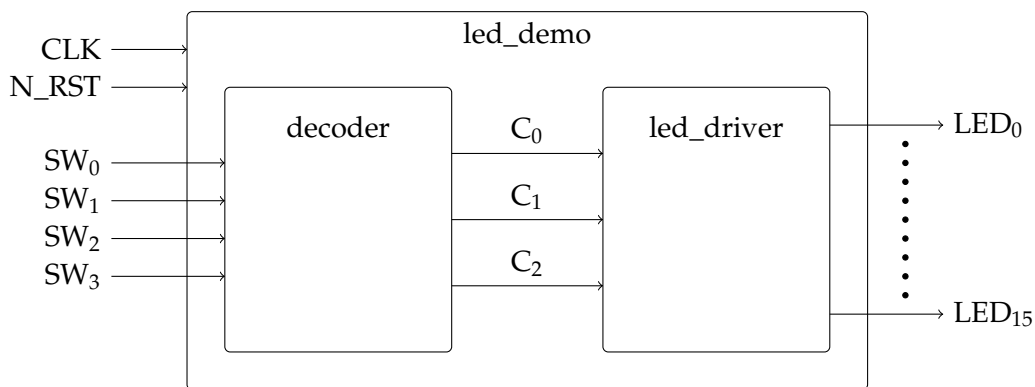 led_demo
CLK
N_RST
decoder
led_driver
SW₀
SW₁
SW₂
SW₃
C₀
C₁
C₂
LED₀
LED₁₅